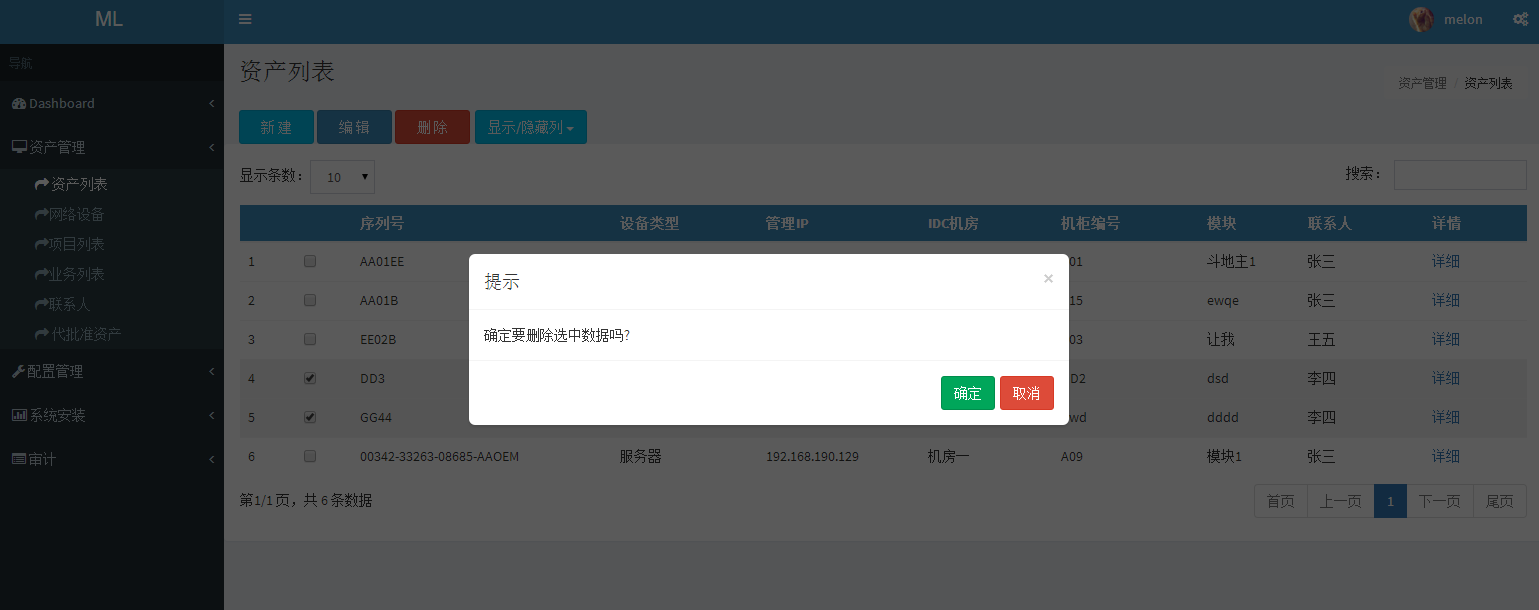 ML
melon
导航
Dashboard
资产管理
资产列表
网络设备
项目列表
业务列表
联系人
代批准资产
配置管理
系统安装
审计
资产列表
资产管理 / 资产列表
新建 编辑 删除 显示/隐藏列
显示条数： 10 搜索：
序列号 设备类型 管理IP IDC机房 机柜编号 模块 联系人 详情
1 AA01EE 01 斗地主1 张三 详细
2 AA01B 15 ewqe 张三 详细
3 EE02B 03 让我 王五 详细
4 DD3 D2 dsd 李四 详细
5 GG44 wd dddd 李四 详细
6 00342-33263-08685-AAOEM 服务器 192.168.190.129 机房一 A09 模块1 张三 详细
提示 ×
确定要删除选中数据吗?
确定 取消
第1/1 页，共 6 条数据
首页 上一页 1 下一页 尾页